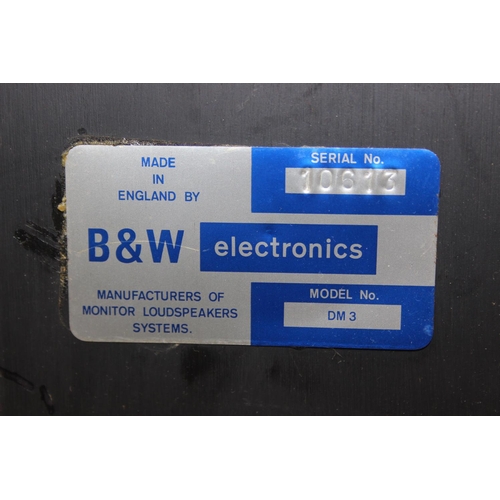 MADE
IN
ENGLAND BY
SERIAL No.
10613
B&W electronics
MANUFACTURERS OF
MONITOR LOUDSPEAKERS
SYSTEMS.
MODEL No.
DM 3